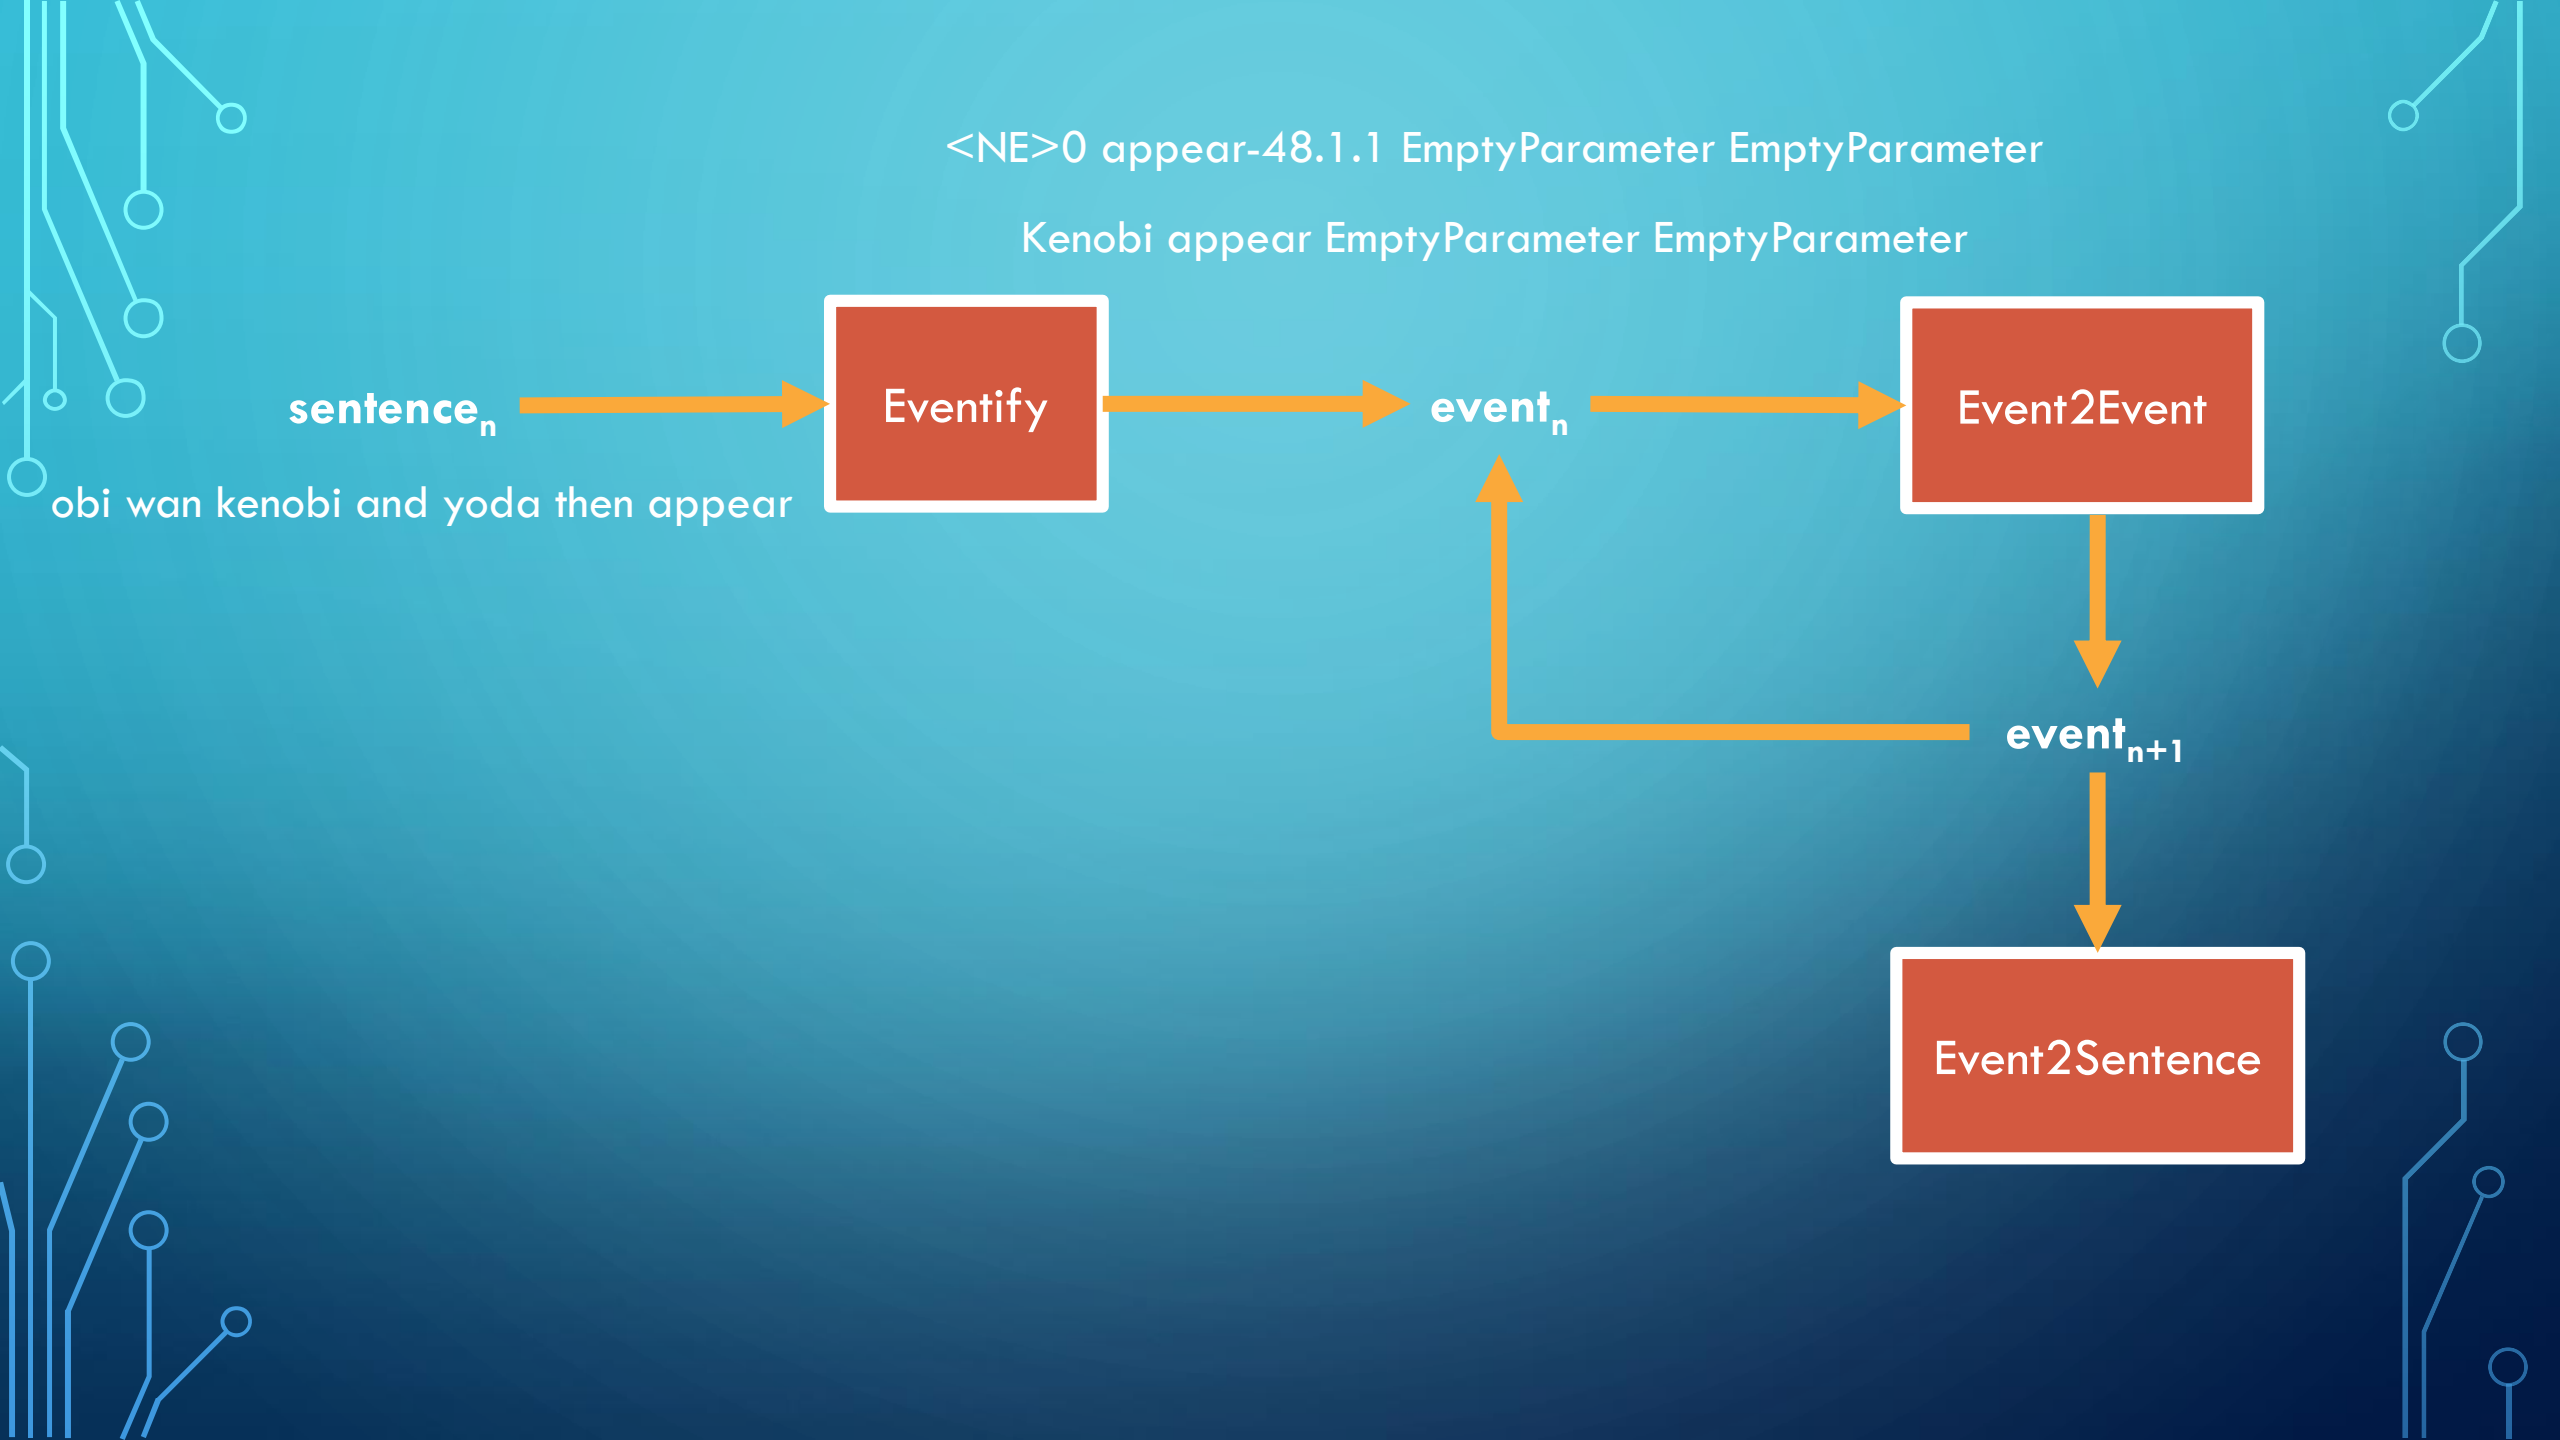 <NE>0 appear-48.1.1 EmptyParameter EmptyParameter
Kenobi appear EmptyParameter EmptyParameter
sentencen
Eventify
eventn
Event2Event
obi wan kenobi and yoda then appear
eventn+1
Event2Sentence